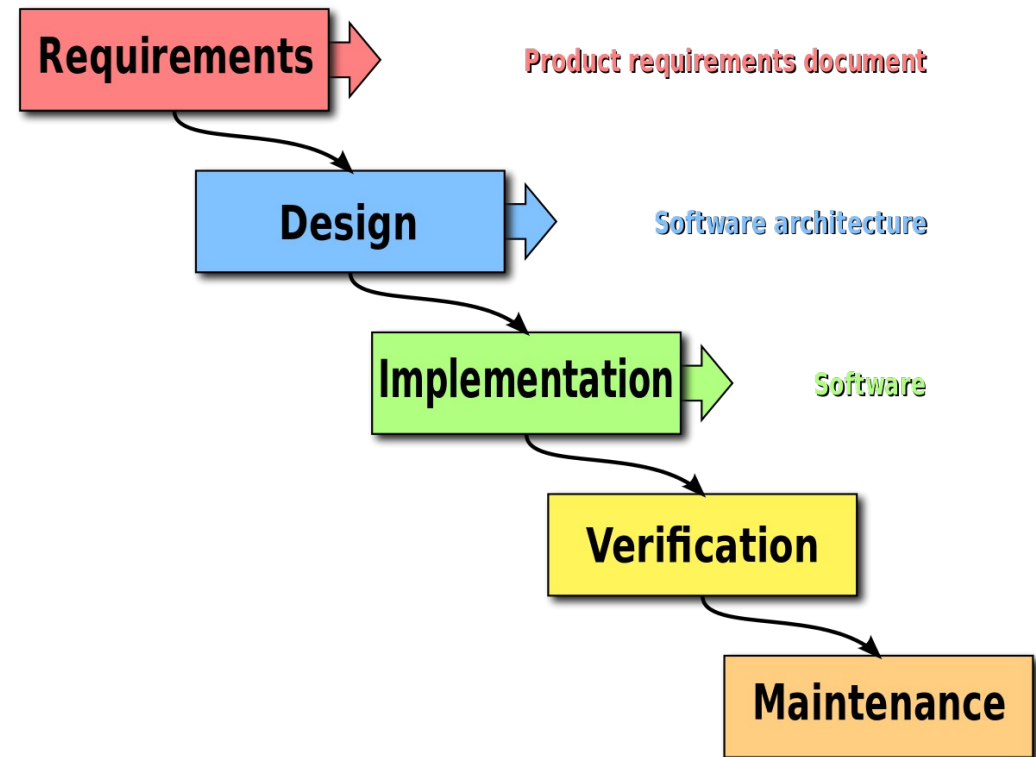 Requirements
Product requirements document
Design
Software architecture
Implementation
Software
Verification
Maintenance